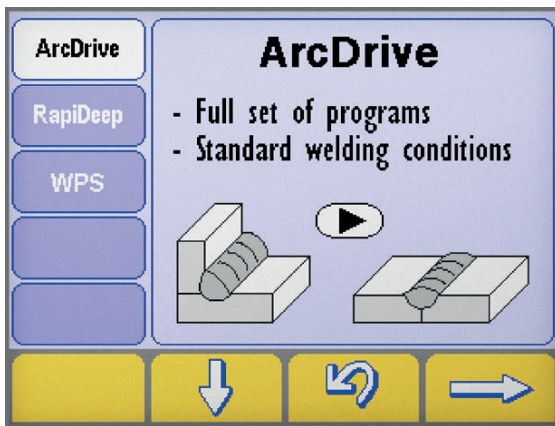 ArcDrive
RapiDeep
WPS
ArcDrive
- Full set of programs
- Standard welding conditions